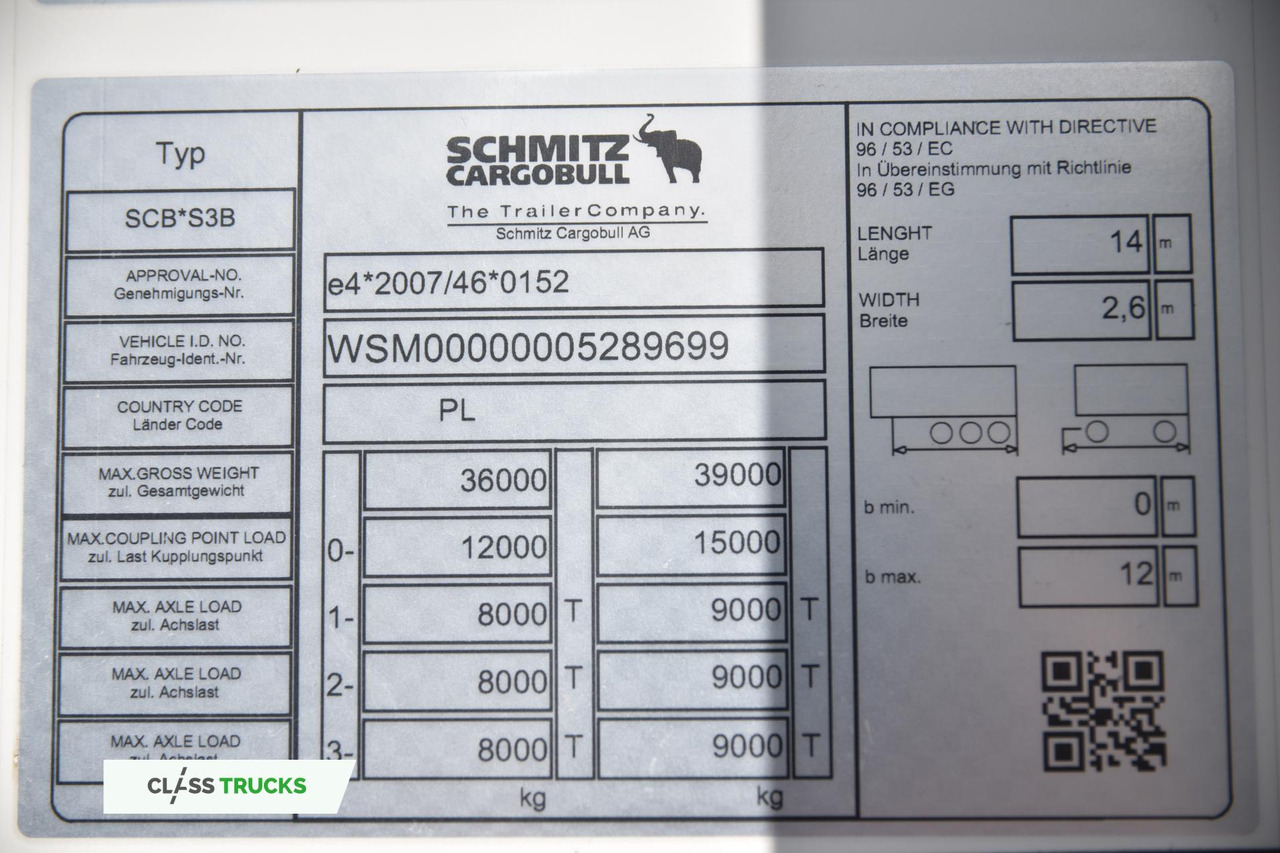 Typ
SCB*S3B
APPROVAL-NO.
Genehmigungs-Nr.
VEHICLE I.D. NO.
Fahrzeug-Ident.-Nr.
COUNTRY CODE
Länder Code
MAX.GROSS WEIGHT
zul. Gesamtgewicht
MAX.COUPLING POINT LOAD
zul. Last Kupplungspunkt
MAX. AXLE LOAD
zul. Achslast
MAX. AXLE LOAD
zul. Achslast
MAX. AXLE LOAD
zul. Achslast
SCHMITZ
CARGOBULL
The TrailerCompany.
Schmitz Cargobull AG
e4*2007/46*0152
WSM00000005289699
PL
36000 39000
0- 12000 15000
1- 8000 T 9000 T
2- 8000 T 9000 T
3- 8000 T 9000 T
kg kg
IN COMPLIANCE WITH DIRECTIVE
96 / 53 / EC
In Übereinstimmung mit Richtlinie
96 / 53 / EG
LENGHT
Länge
14 m
WIDTH
Breite
2,6 m
b min. 0 m
b max. 12 m
CLASS TRUCKS